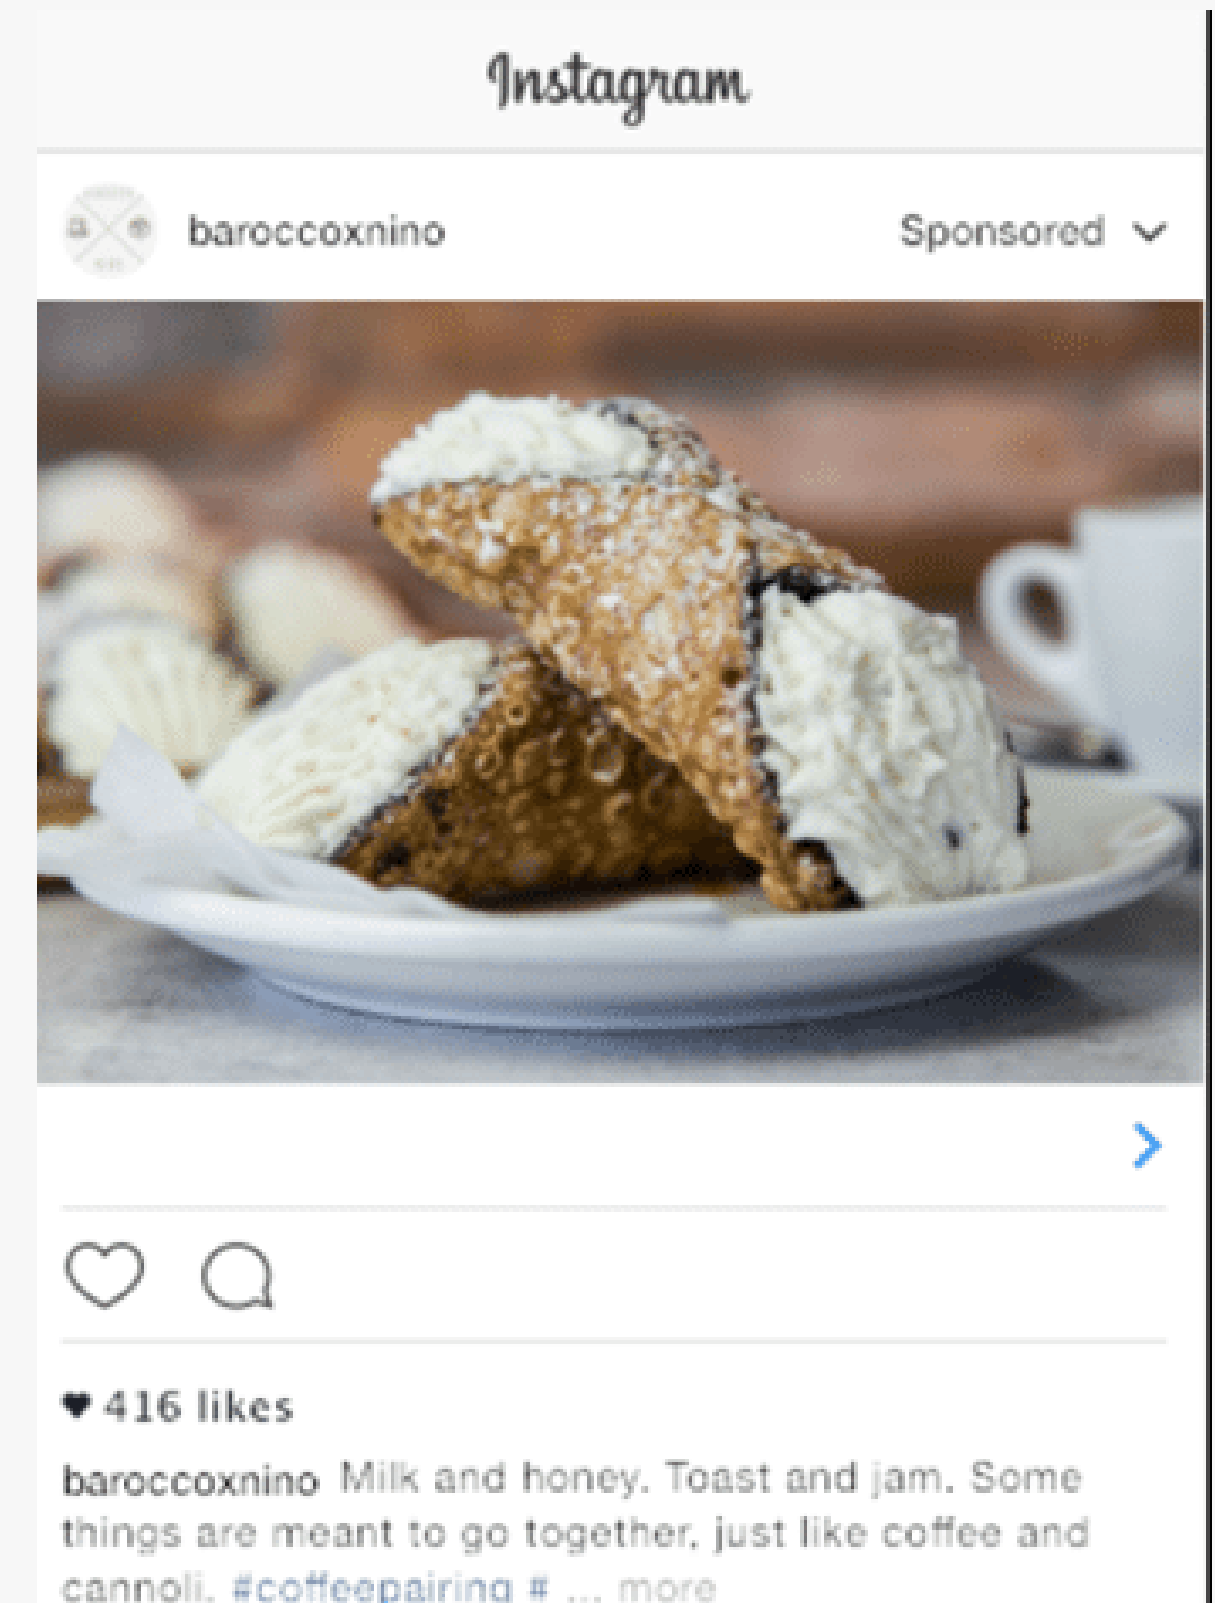 Instagram
baroccoxnino
Sponsored
416 likes
baroccoxnino Milk and honey. Toast and jam. Some
things are meant to go together, just like coffee and
cannoli. #coffeepairing # ... more